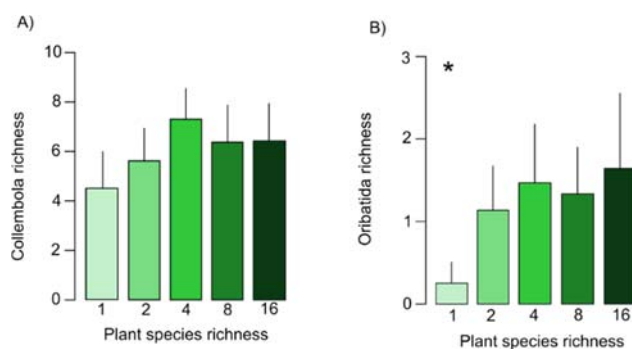 A)
10
8
6
4
2
0
Collembola richness
1 2 4 8 16
Plant species richness
B)
3
*
2
1
0
Oribatida richness
1 2 4 8 16
Plant species richness